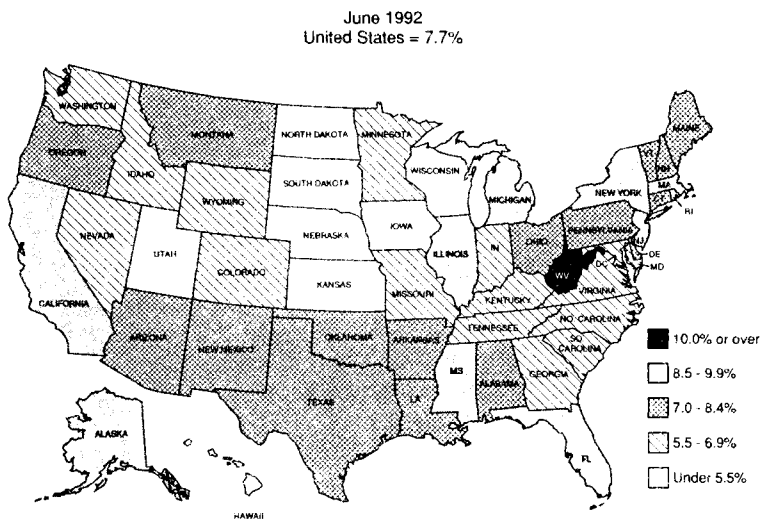 June 1992
United States = 7.7%
WASHINGTON
MONTANA
NORTH DAKOTA
MINNESOTA
MAINE
OREGON
IDAHO
SOUTH DAKOTA
WISCONSIN
MICHIGAN
VT
NH
NEW YORK
MA
CT
RI
WYOMING
NEVADA
UTAH
COLORADO
NEBRASKA
IOWA
ILLINOIS
IN
OHIO
PENNSYLVANIA
NJ
DE
MD
DC
WV
VIRGINIA
CALIFORNIA
KANSAS
MISSOURI
KENTUCKY
TENNESSEE
NO. CAROLINA
SO
CAROLINA
ARIZONA
NEW MEXICO
OKLAHOMA
ARKANSAS
MS
ALABAMA
GEORGIA
TEXAS
LA
FL
ALASKA
HAWAII
10.0% or over
8.5 - 9.9%
7.0 - 8.4%
5.5 - 6.9%
Under 5.5%